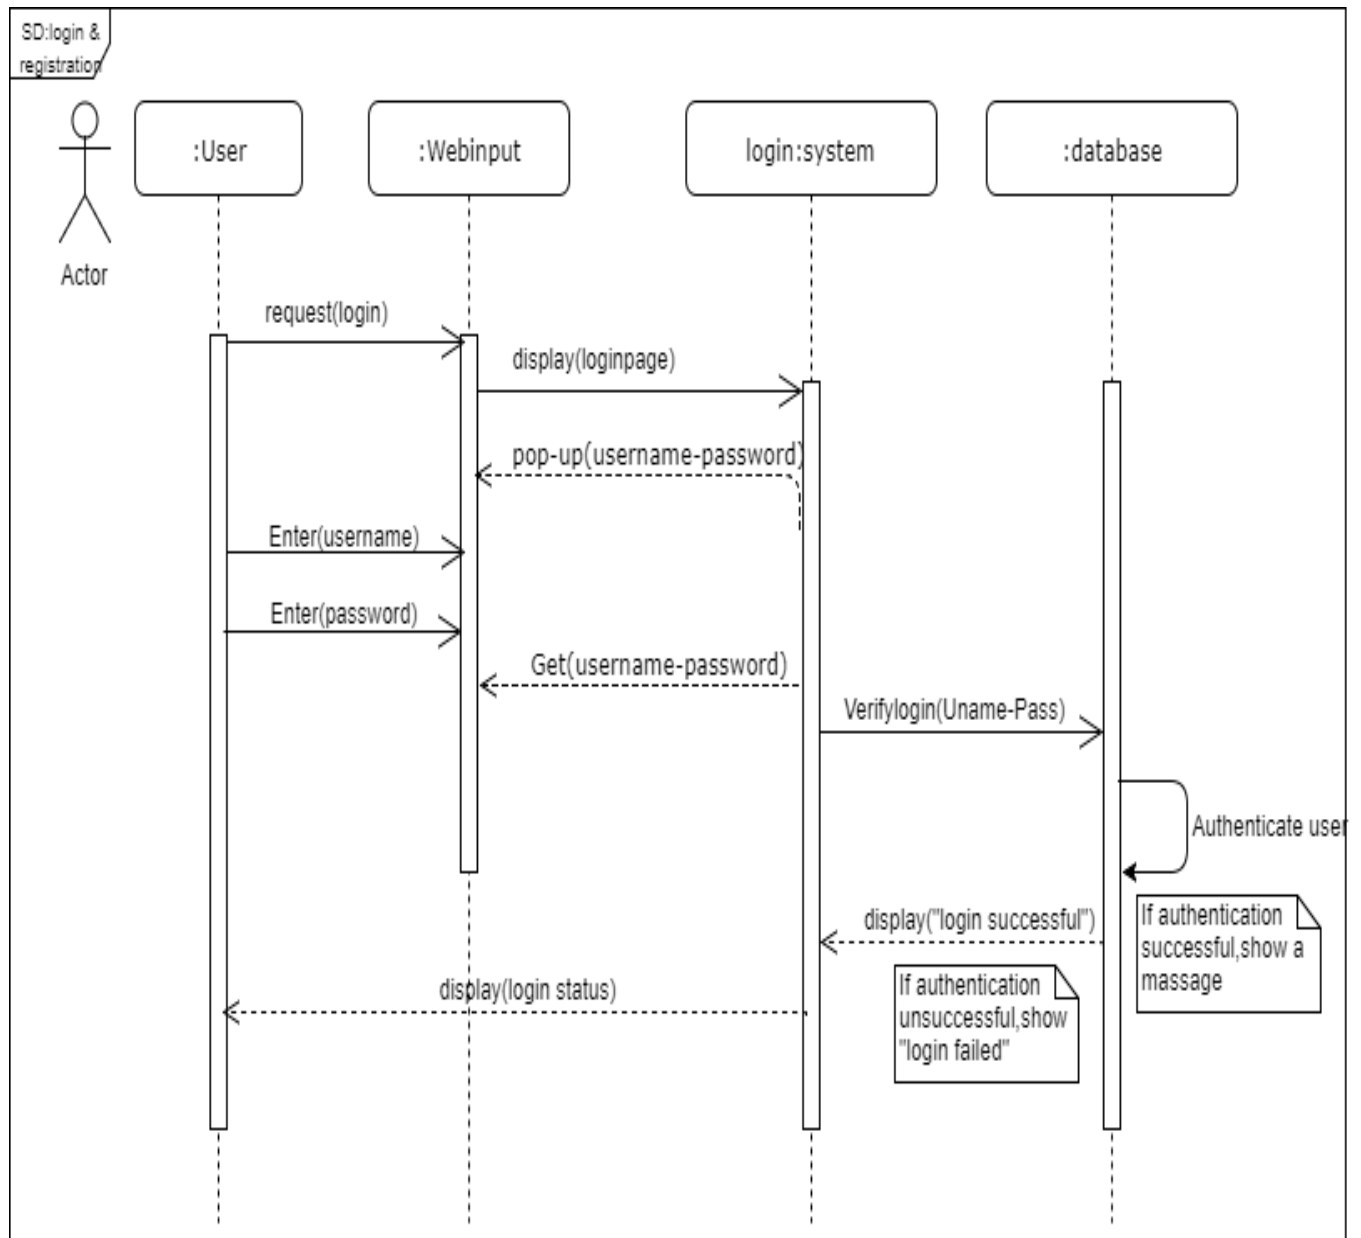 SD:login &
registration
:User
:Webinput
login:system
:database
Actor
request(login)
display(loginpage)
pop-up(username-password)
Enter(username)
Enter(password)
Get(username-password)
Verifylogin(Uname-Pass)
Authenticate user
If authentication
successful,show a
massage
display("login successful")
If authentication
unsuccessful,show
"login failed"
display(login status)